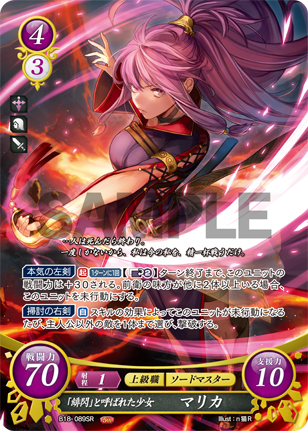 4
3
SAMPLE
…人は死んだら終わり。
一度しかないから、私は今の私を、精一杯戦うだけ。
本気の左剣 起 1ターンに1回 ターン終了まで、このユニットの
戦闘力は+30される。前衛の味方が他に2体以上いる場合、
このユニットを未行動にする。
掃討の右剣 自 スキルの効果によってこのユニットが未行動にな
るたび、主人公以外の敵を1体まで選び、撃破する。
戦闘力
70
射程 1
上級職
ソードマスター
支援力
10
「緋閃」と呼ばれた少女 マリカ
B18-089SR
Illust:n猫R